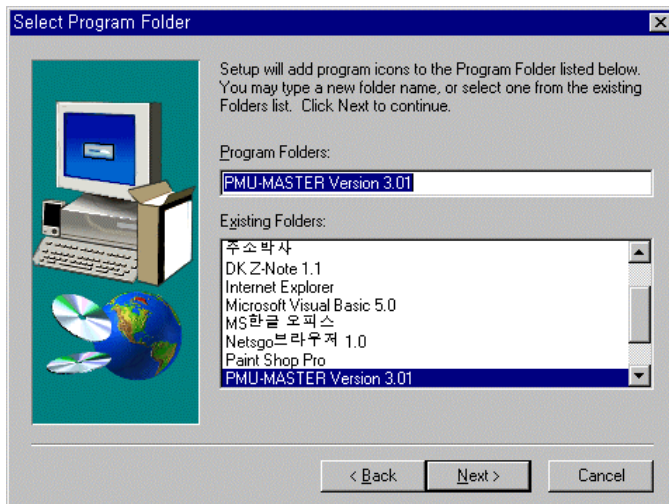 Select Program Folder
Setup will add program icons to the Program Folder listed below.
You may type a new folder name, or select one from the existing
Folders list. Click Next to continue.
Program Folders:
PMU-MASTER Version 3.01
Existing Folders:
주소박사
DK Z-Note 1.1
Internet Explorer
Microsoft Visual Basic 5.0
MS한글 오피스
Netsgo브라우저 1.0
Paint Shop Pro
PMU-MASTER Version 3.01
< Back
Next >
Cancel